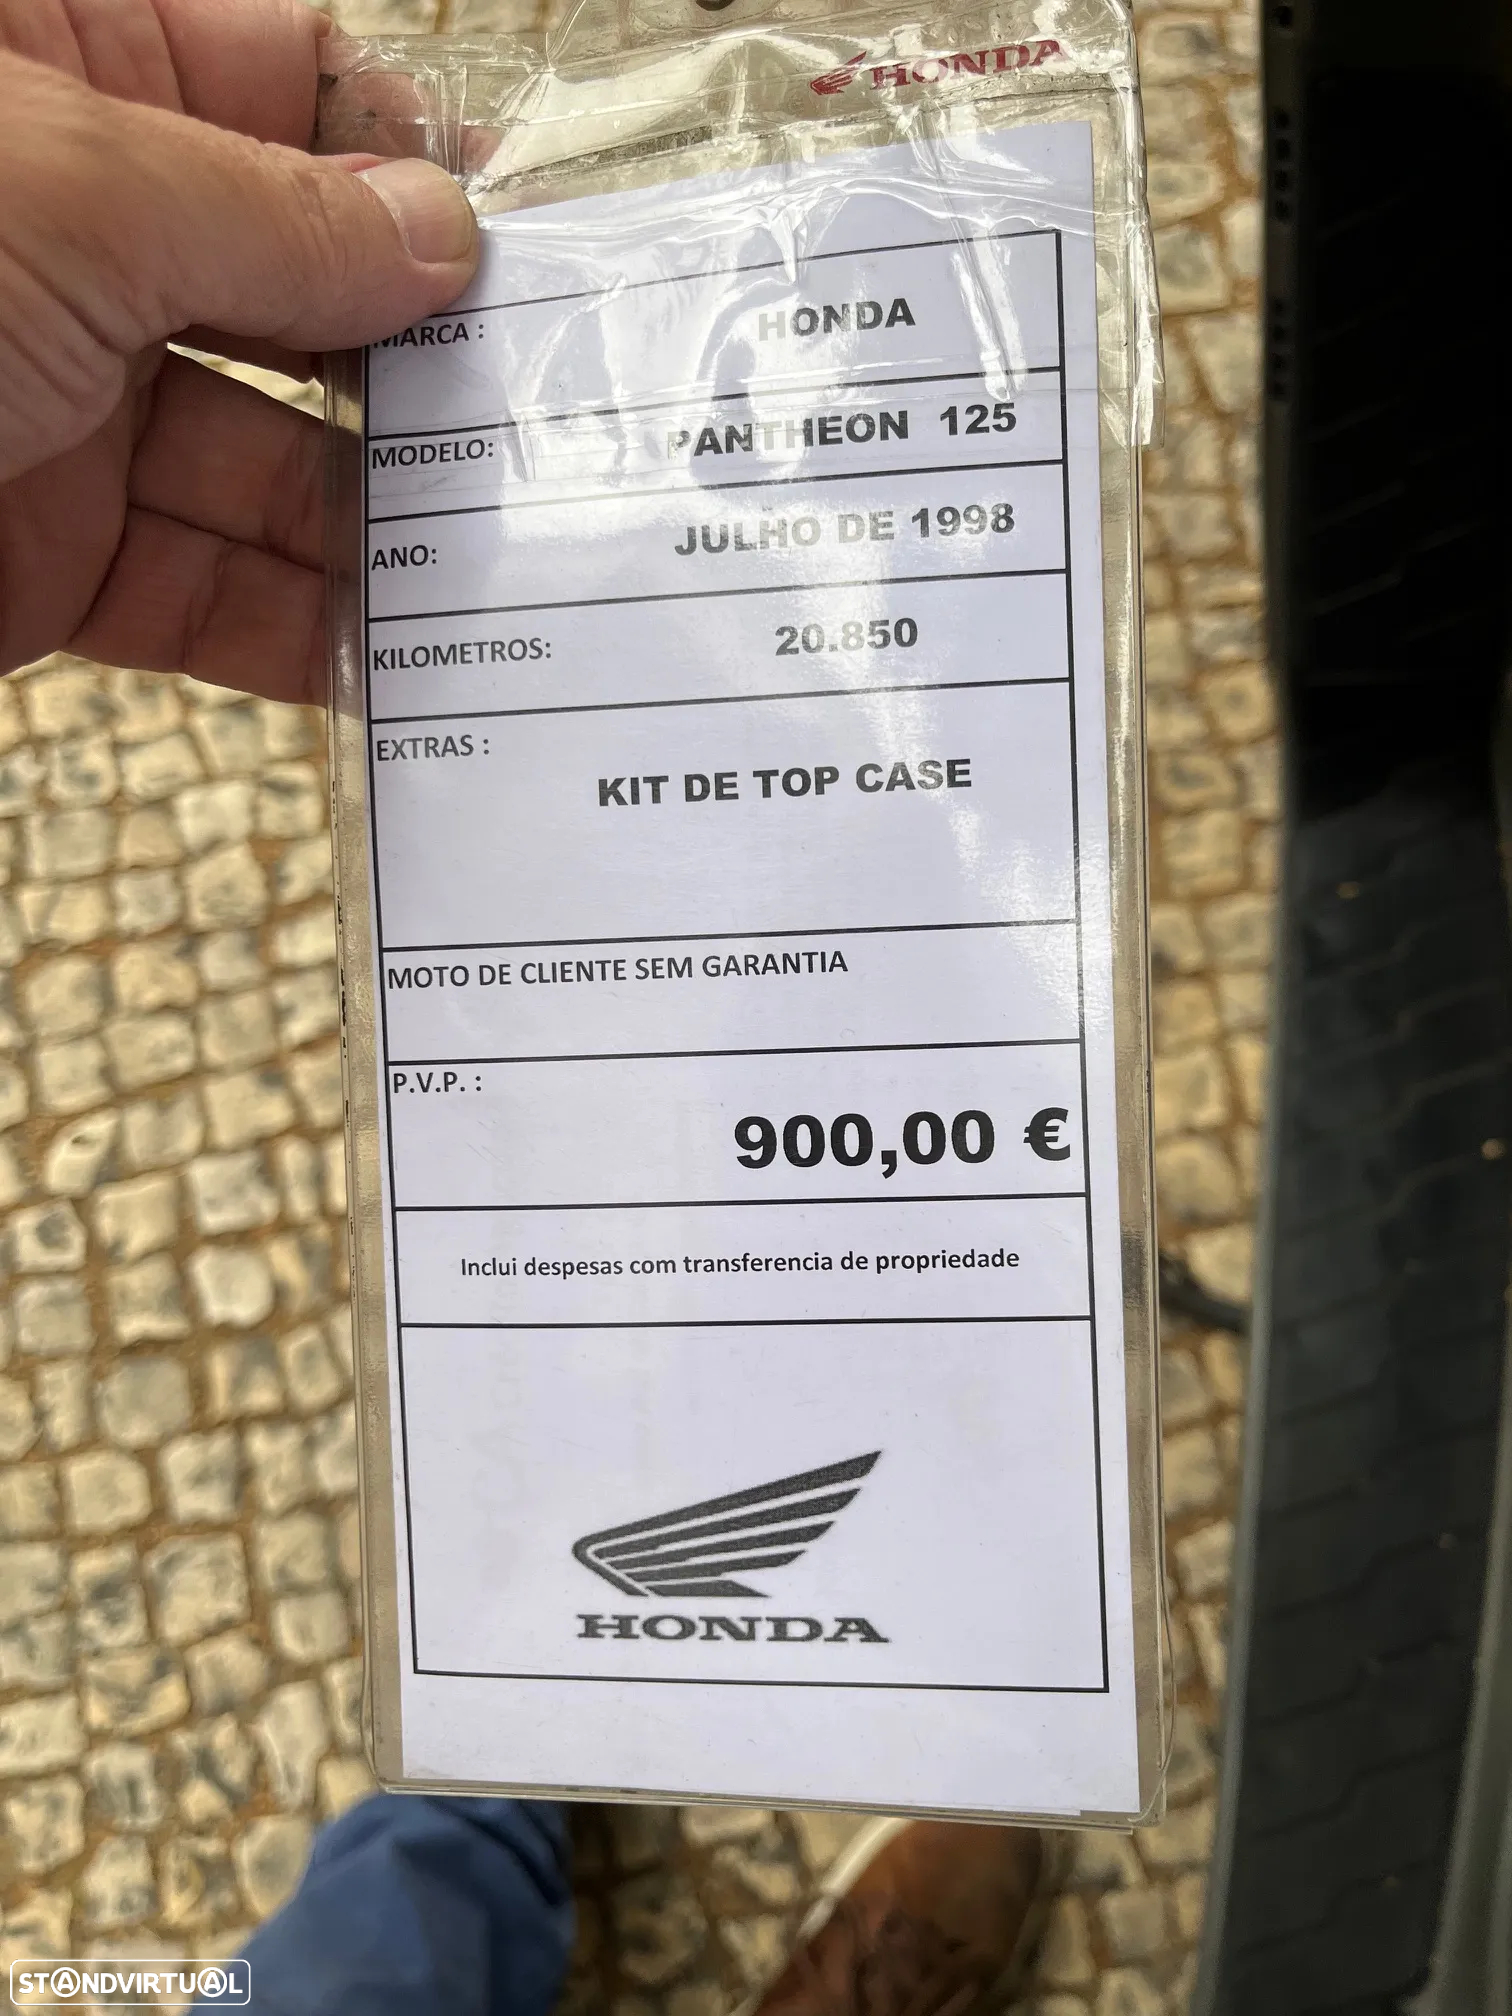 HONDA
MARCA : HONDA
MODELO: PANTHEON 125
ANO: JULHO DE 1998
KILOMETROS: 20.850
EXTRAS :
KIT DE TOP CASE
MOTO DE CLIENTE SEM GARANTIA
P.V.P. :
900,00 €
Inclui despesas com transferencia de propriedade
HONDA
STANDVIRTUAL